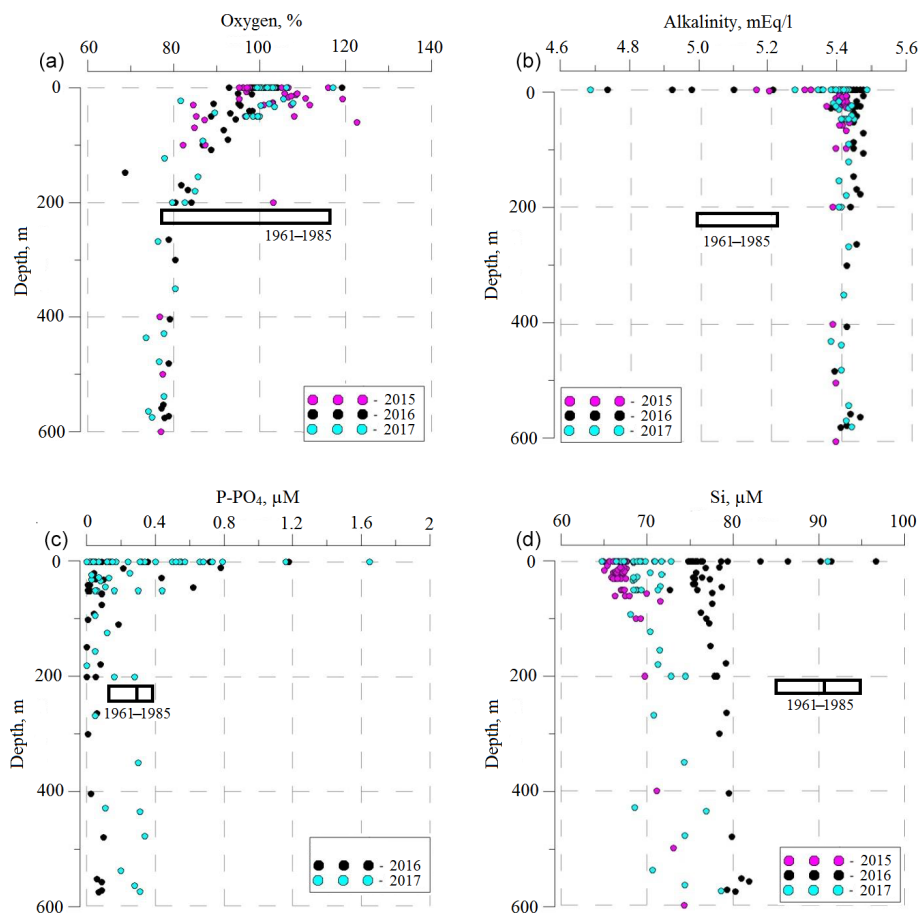 Oxygen, %
60 80 100 120 140
(a)
0
200
400
600
Depth, m
1961–1985
- 2015
- 2016
- 2017
Alkalinity, mEq/l
4.6 4.8 5.0 5.2 5.4 5.6
(b)
0
200
400
600
Depth, m
1961–1985
- 2015
- 2016
- 2017
P-PO₄, µM
0 0.4 0.8 1.2 1.6 2
(c)
0
200
400
600
Depth, m
1961–1985
- 2016
- 2017
Si, µM
60 70 80 90 100
(d)
0
200
400
600
Depth, m
1961–1985
- 2015
- 2016
- 2017